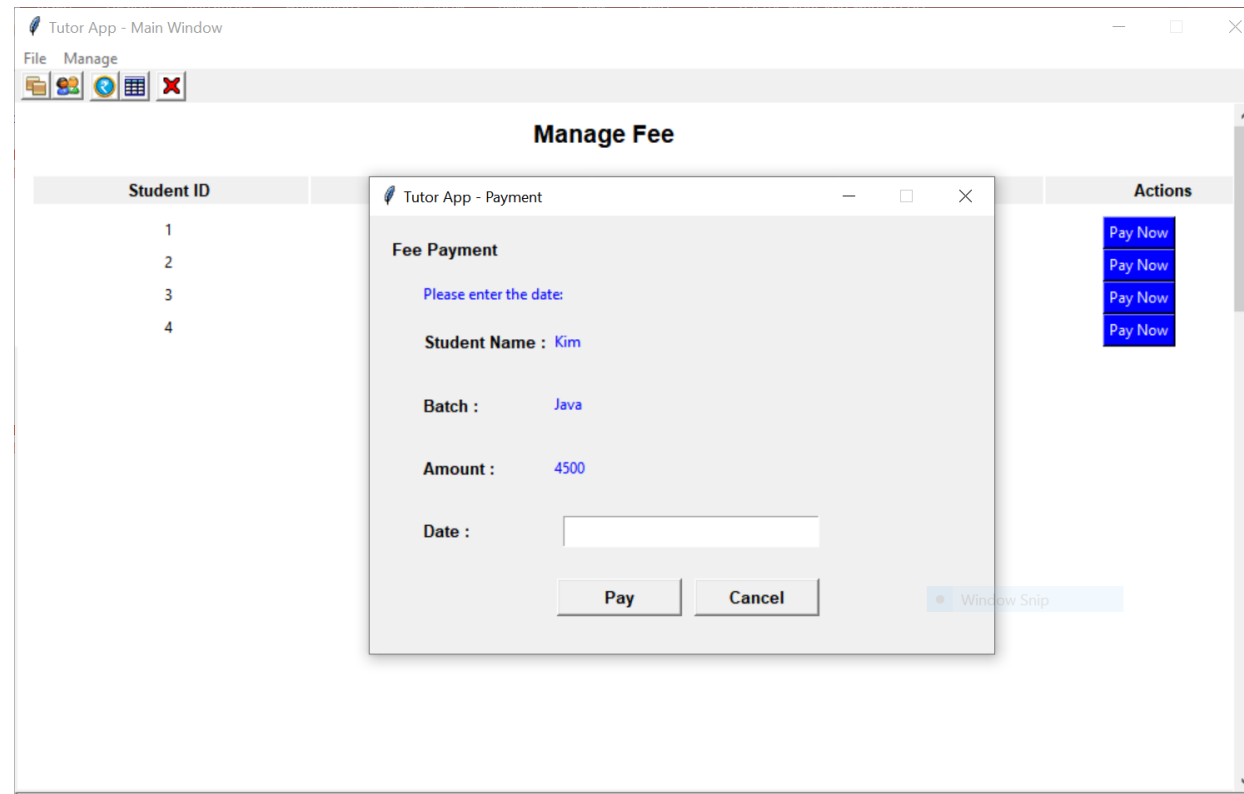 Tutor App - Main Window
File Manage
Manage Fee
Student ID Actions
Tutor App - Payment
1 Pay Now
2 Pay Now
3 Pay Now
4 Pay Now
Fee Payment
Please enter the date:
Student Name : Kim
Batch : Java
Amount : 4500
Date :
Pay Cancel
Window Snip